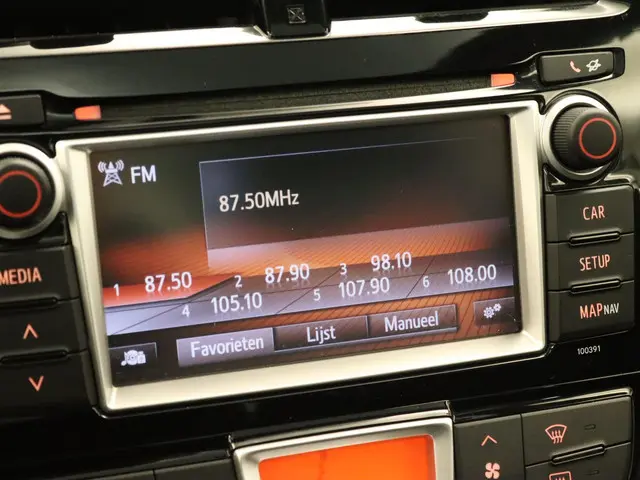 FM
87.50MHz
1 87.50 2 87.90 3 98.10
4 105.10 5 107.90 6 108.00
Favorieten Lijst Manueel
MEDIA
CAR
SETUP
MAP NAV
100391